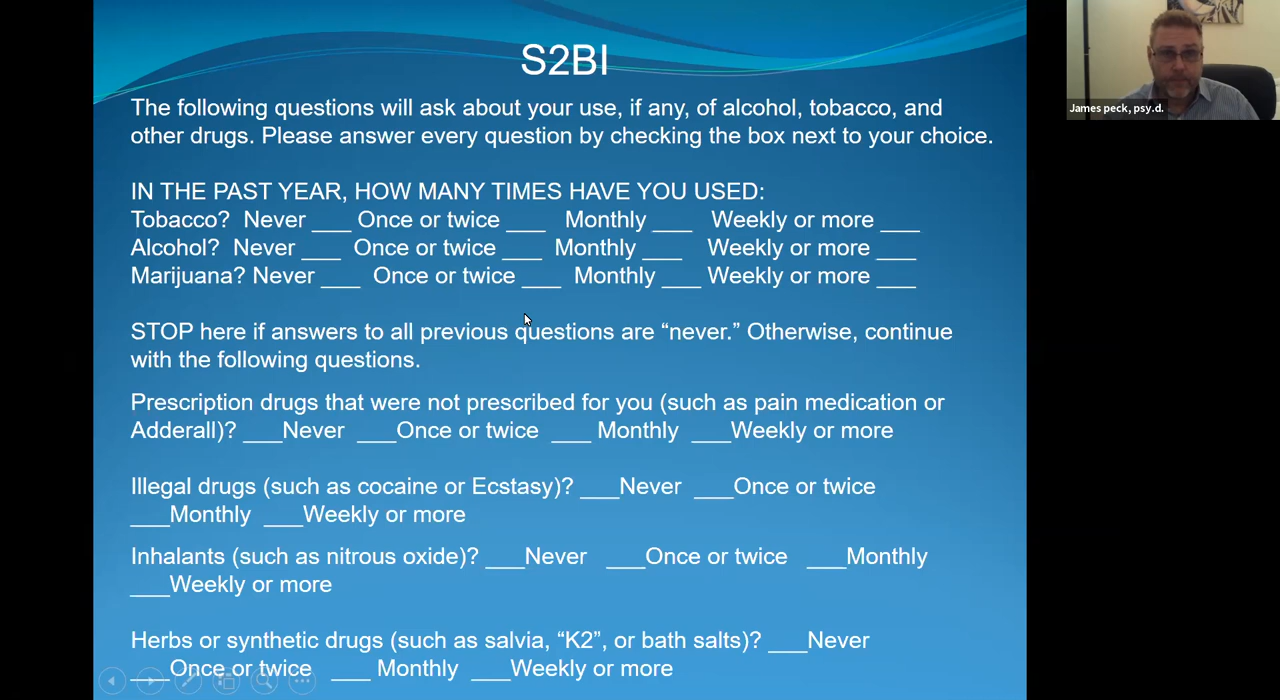 S2BI
The following questions will ask about your use, if any, of alcohol, tobacco, and
other drugs. Please answer every question by checking the box next to your choice.
IN THE PAST YEAR, HOW MANY TIMES HAVE YOU USED:
Tobacco?  Never ___ Once or twice ___   Monthly ___   Weekly or more ___
Alcohol?  Never ___  Once or twice ___  Monthly ___    Weekly or more ___
Marijuana? Never ___  Once or twice ___  Monthly ___ Weekly or more ___
STOP here if answers to all previous questions are “never.” Otherwise, continue
with the following questions.
Prescription drugs that were not prescribed for you (such as pain medication or
Adderall)? ___Never  ___Once or twice  ___ Monthly  ___Weekly or more
Illegal drugs (such as cocaine or Ecstasy)? ___Never  ___Once or twice
___Monthly  ___Weekly or more
Inhalants (such as nitrous oxide)? ___Never   ___Once or twice   ___Monthly
___Weekly or more
Herbs or synthetic drugs (such as salvia, “K2”, or bath salts)? ___Never
___Once or twice   ___ Monthly  ___Weekly or more
James peck, psy.d.